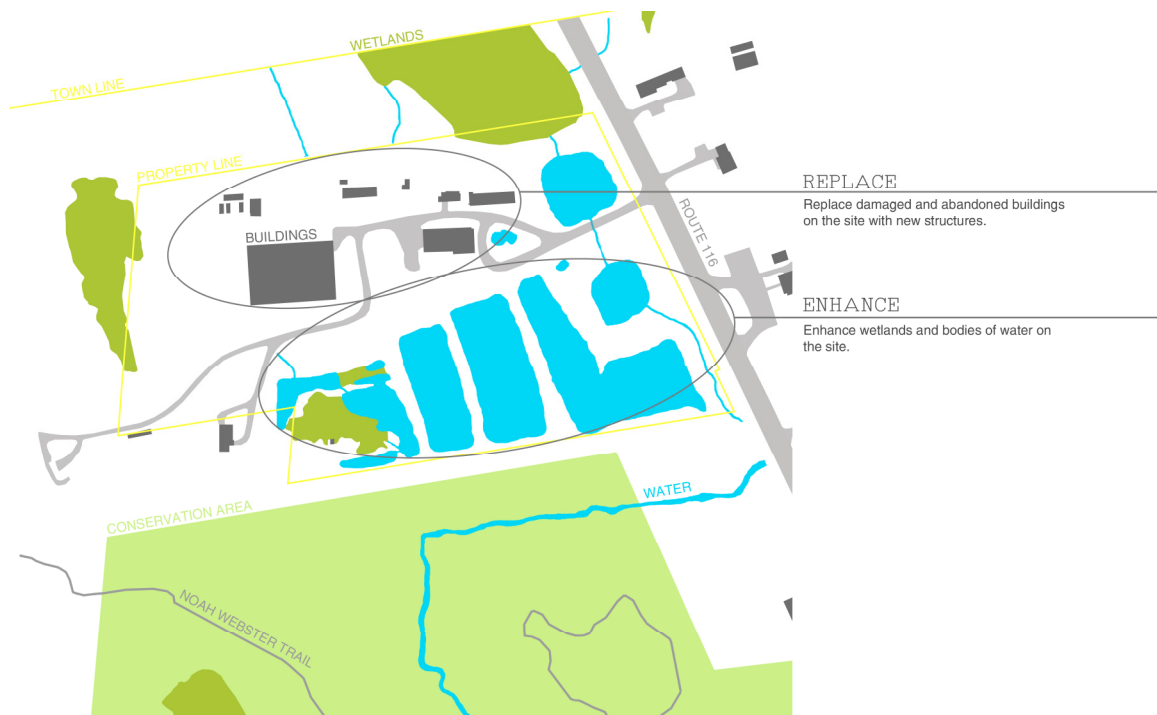 WETLANDS
TOWN LINE
PROPERTY LINE
REPLACE
Replace damaged and abandoned buildings
on the site with new structures.
BUILDINGS
ROUTE 116
ENHANCE
Enhance wetlands and bodies of water on
the site.
WATER
CONSERVATION AREA
NOAH WEBSTER TRAIL